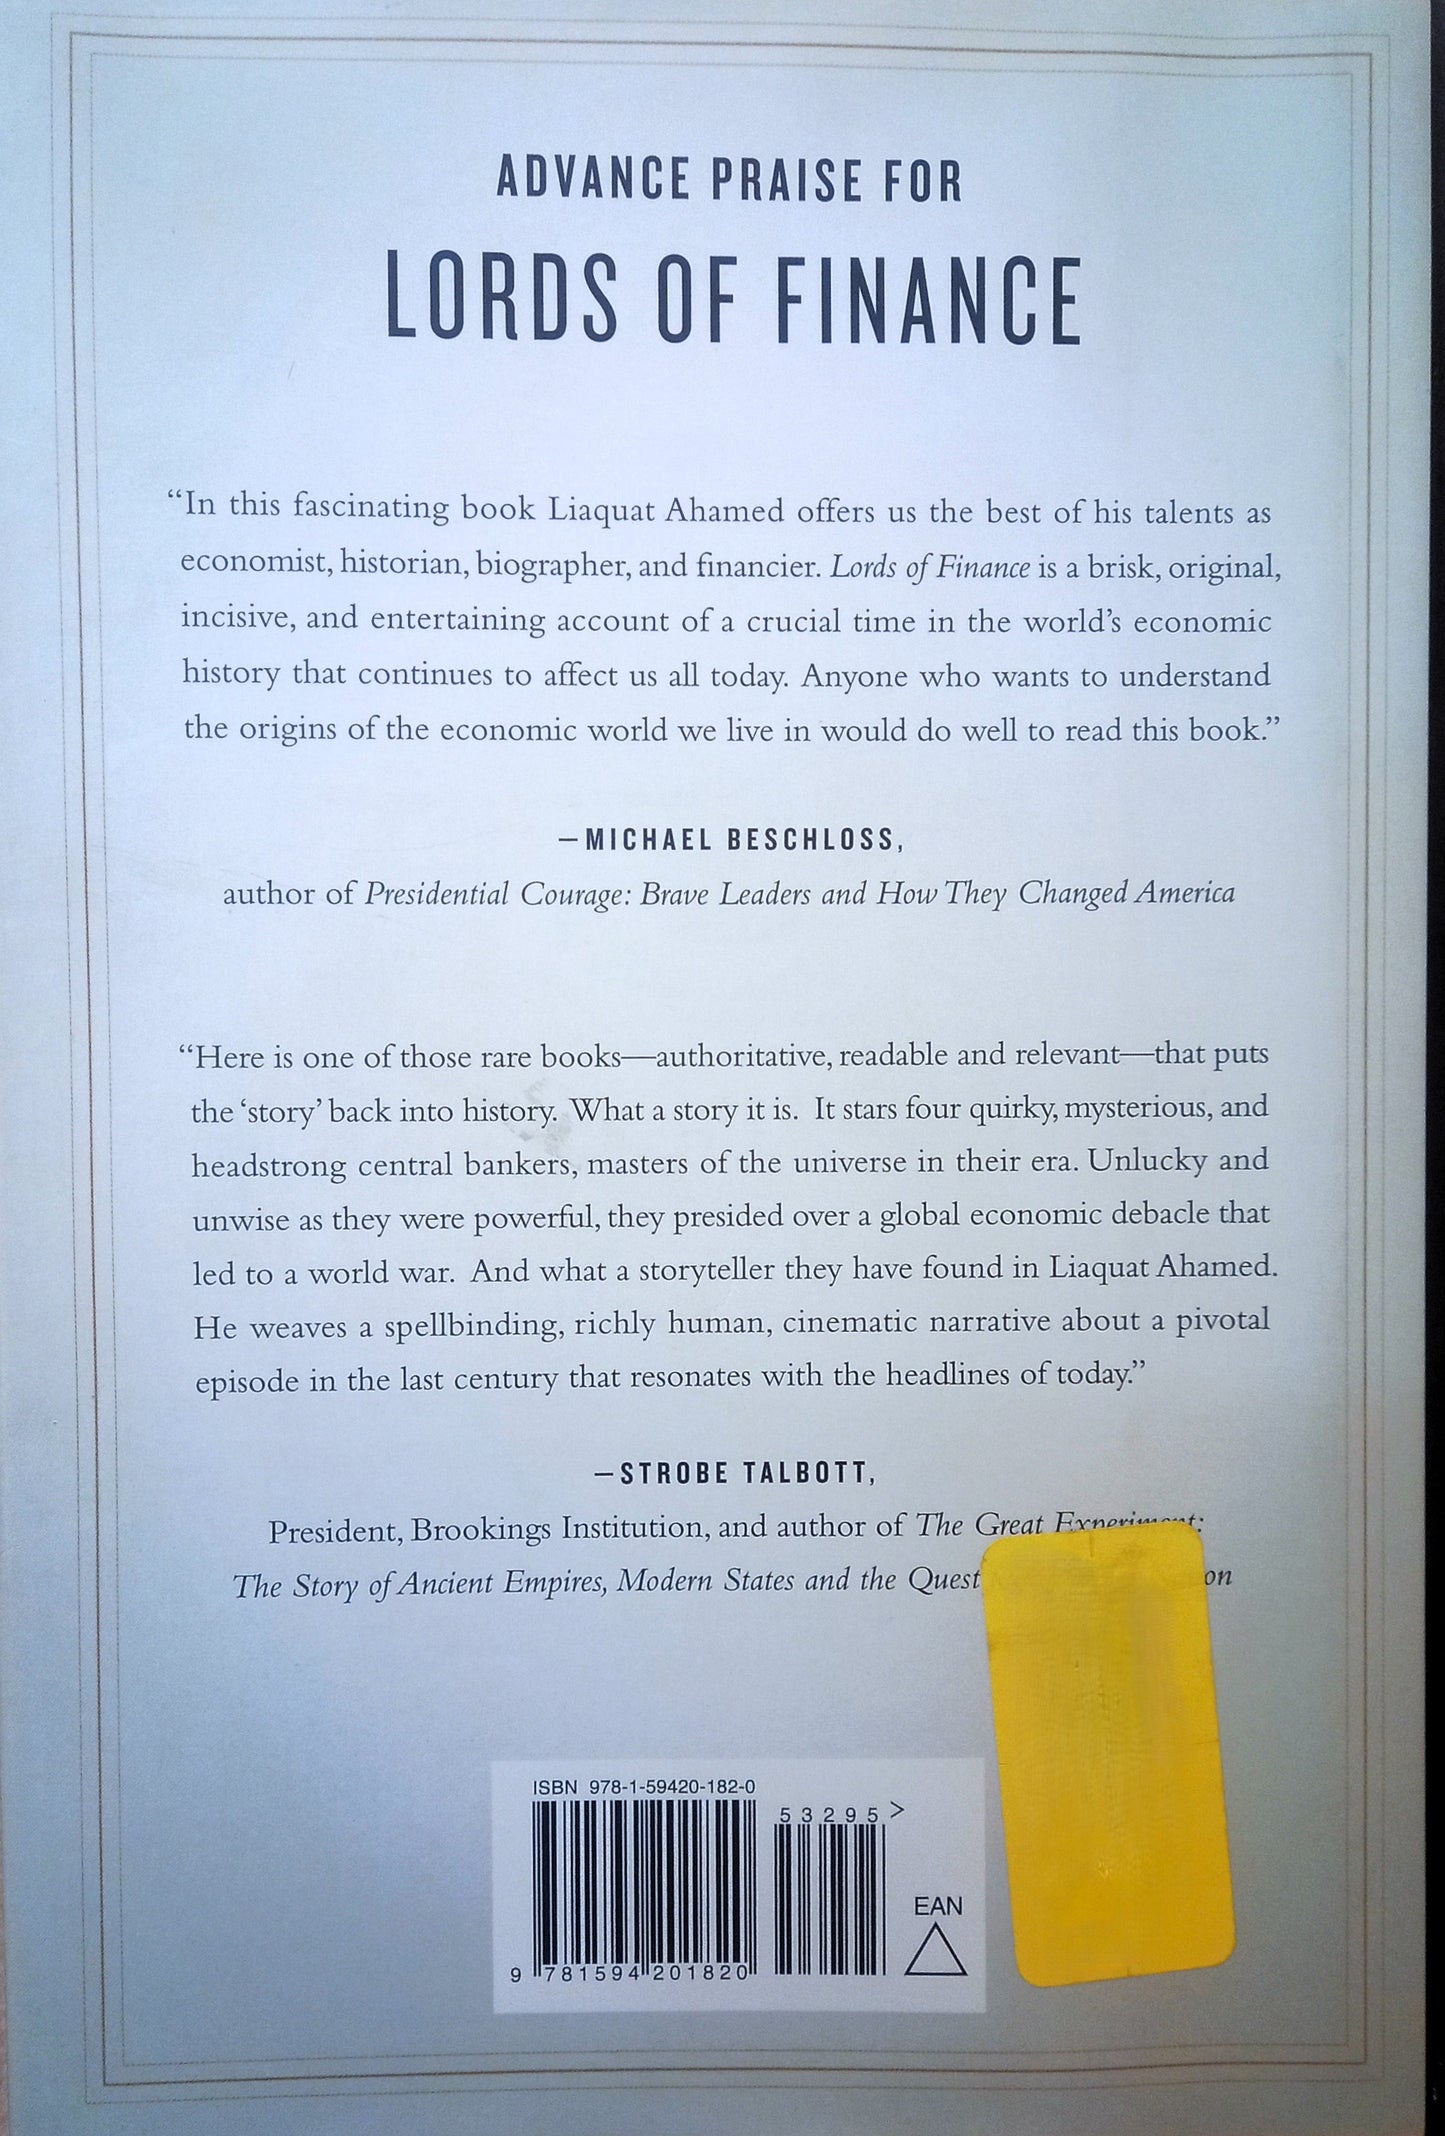 ADVANCE PRAISE FOR
LORDS OF FINANCE
“In this fascinating book Liaquat Ahamed offers us the best of his talents as
economist, historian, biographer, and financier. Lords of Finance is a brisk, original,
incisive, and entertaining account of a crucial time in the world’s economic
history that continues to affect us all today. Anyone who wants to understand
the origins of the economic world we live in would do well to read this book.”
—MICHAEL BESCHLOSS,
author of Presidential Courage: Brave Leaders and How They Changed America
“Here is one of those rare books—authoritative, readable and relevant—that puts
the ‘story’ back into history. What a story it is. It stars four quirky, mysterious, and
headstrong central bankers, masters of the universe in their era. Unlucky and
unwise as they were powerful, they presided over a global economic debacle that
led to a world war. And what a storyteller they have found in Liaquat Ahamed.
He weaves a spellbinding, richly human, cinematic narrative about a pivotal
episode in the last century that resonates with the headlines of today.”
—STROBE TALBOTT,
President, Brookings Institution, and author of The Great Experiment:
The Story of Ancient Empires, Modern States and the Quest
ISBN 978-1-59420-182-0
53295>
EAN
9 781594 201820